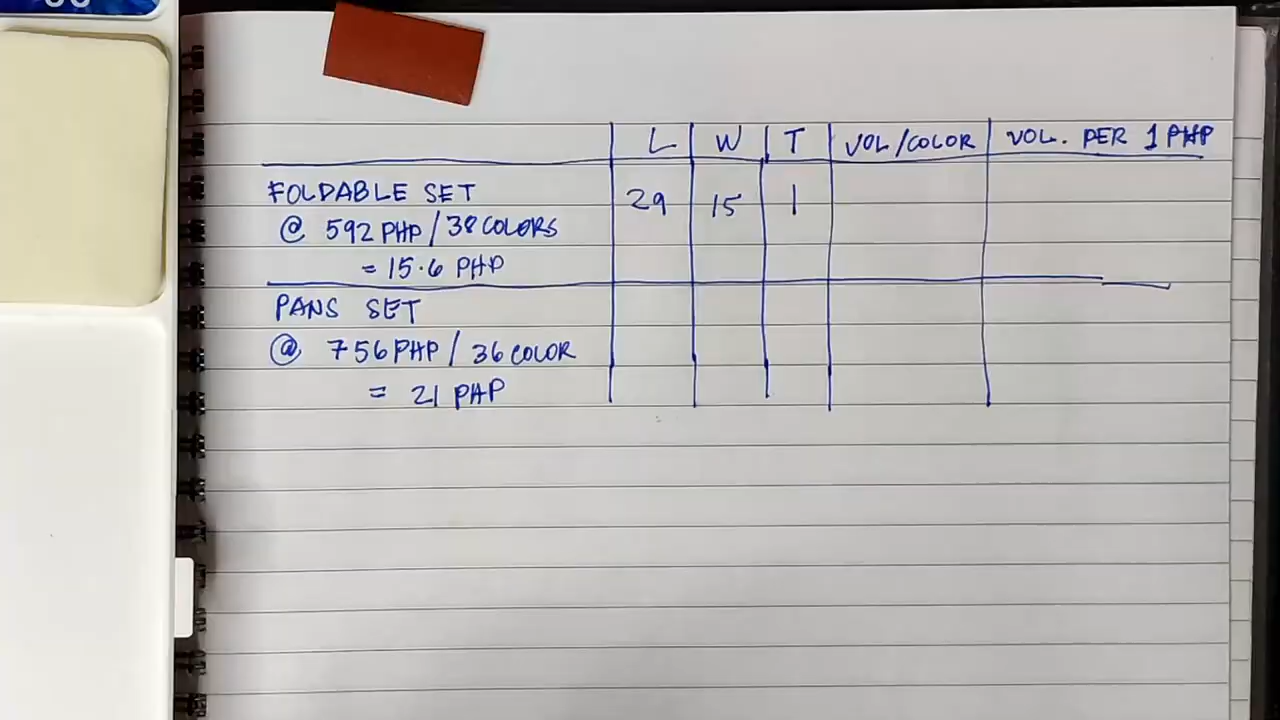 L W T VOL/COLOR VOL. PER 1 PHP
FOLDABLE SET 29 15 1
@ 592 PHP/38 COLORS
= 15.6 PHP
PANS SET
@ 756 PHP / 36 COLOR
= 21 PHP